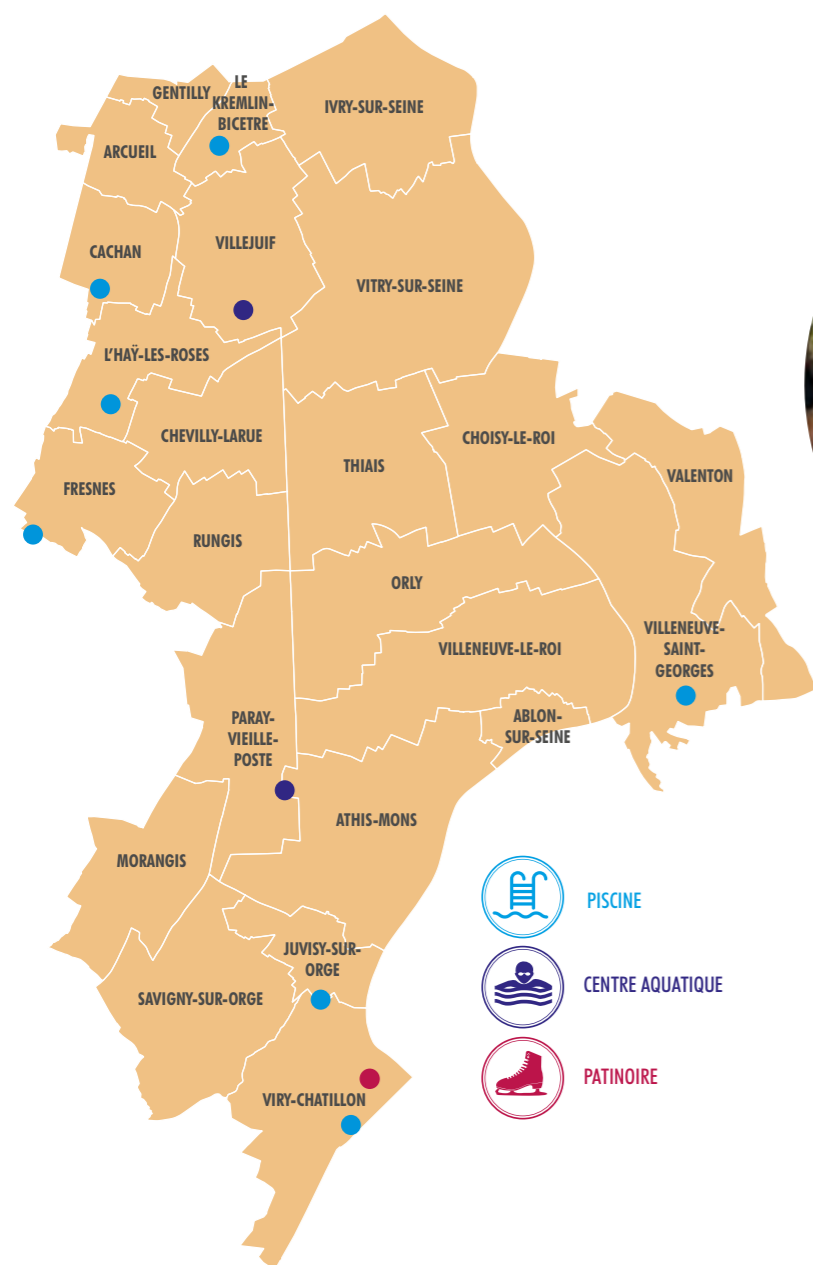 GENTILLY
LE
KREMLIN-
BICETRE
IVRY-SUR-SEINE
ARCUEIL
CACHAN
VILLEJUIF
VITRY-SUR-SEINE
L'HAŸ-LES-ROSES
CHEVILLY-LARUE
THIAIS
CHOISY-LE-ROI
VALENTON
FRESNES
RUNGIS
ORLY
VILLENEUVE-LE-ROI
VILLENEUVE-
SAINT-
GEORGES
PARAY-
VIEILLE-
POSTE
ABLON-
SUR-SEINE
ATHIS-MONS
MORANGIS
JUVISY-SUR-
ORGE
SAVIGNY-SUR-ORGE
VIRY-CHATILLON
PISCINE
CENTRE AQUATIQUE
PATINOIRE